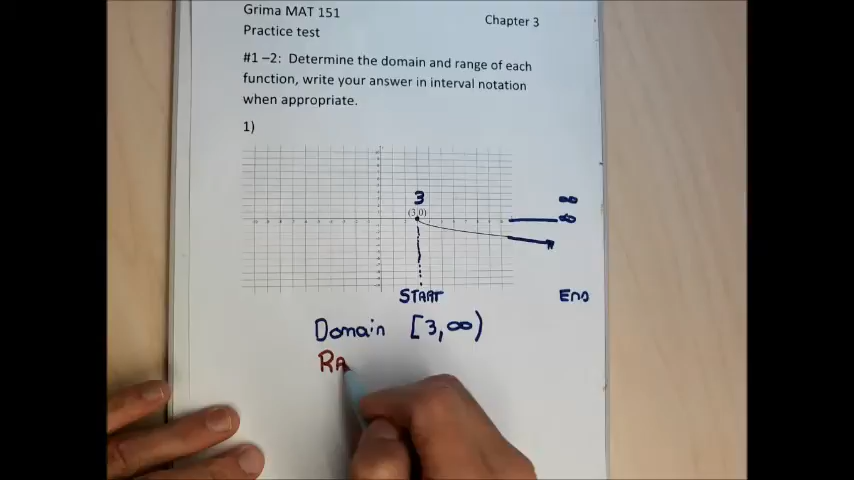 Grima MAT 151
Chapter 3
Practice test
#1 –2: Determine the domain and range of each
function, write your answer in interval notation
when appropriate.
1)
3
∞
(3,0)
∞
START
END
Domain [3, ∞)
RA